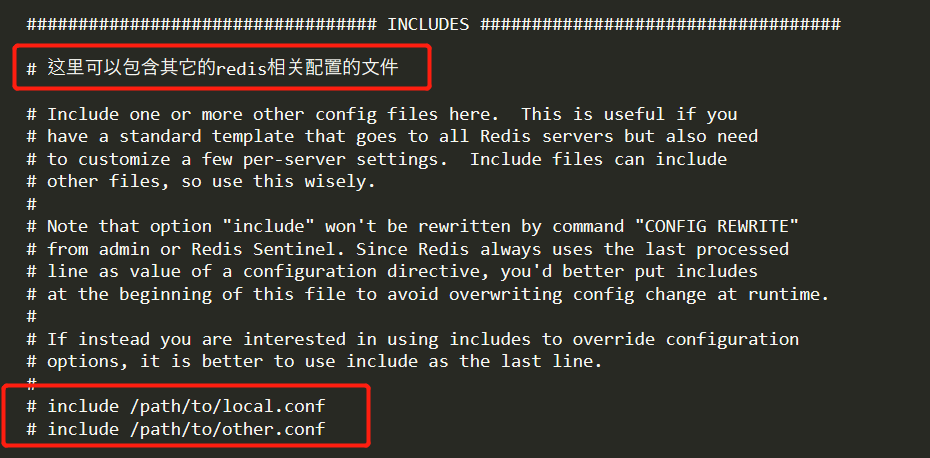 ################################## INCLUDES ###################################
# 这里可以包含其它的redis相关配置的文件
# Include one or more other config files here.  This is useful if you
# have a standard template that goes to all Redis servers but also need
# to customize a few per-server settings.  Include files can include
# other files, so use this wisely.
#
# Note that option "include" won't be rewritten by command "CONFIG REWRITE"
# from admin or Redis Sentinel. Since Redis always uses the last processed
# line as value of a configuration directive, you'd better put includes
# at the beginning of this file to avoid overwriting config change at runtime.
#
# If instead you are interested in using includes to override configuration
# options, it is better to use include as the last line.
#
# include /path/to/local.conf
# include /path/to/other.conf